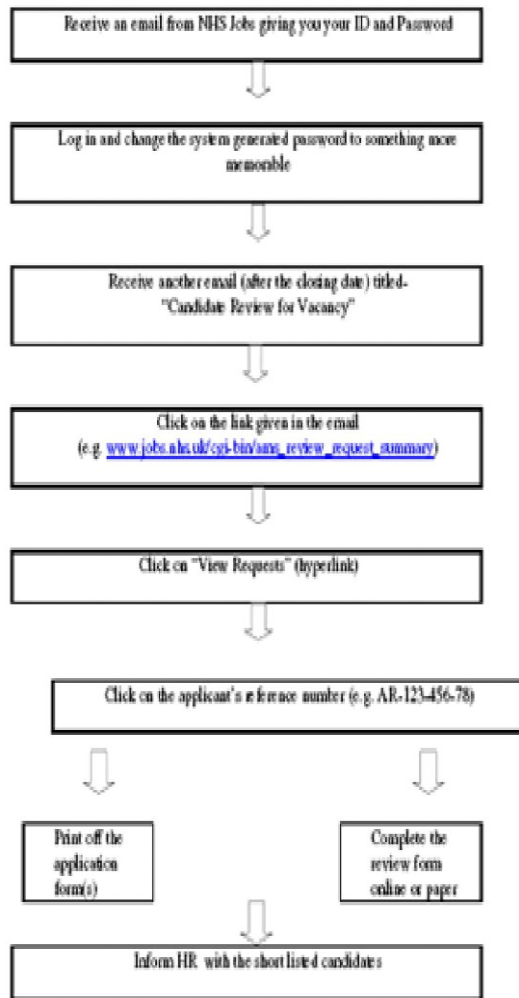 Receive an email from NHS Jobs giving you your ID and Password
Log in and change the system generated password to something more
memorable
Receive another email (after the closing date) titled-
"Candidate Review for Vacancy"
Click on the link given in the email
(e.g. www.jobs.nhs.uk/cgi-bin/ams_review_request_summary)
Click on "View Requests" (hyperlink)
Click on the applicant's reference number (e.g. AR-123-456-78)
Print off the
application
form(s)
Complete the
review form
online or paper
Inform HR with the short listed candidates